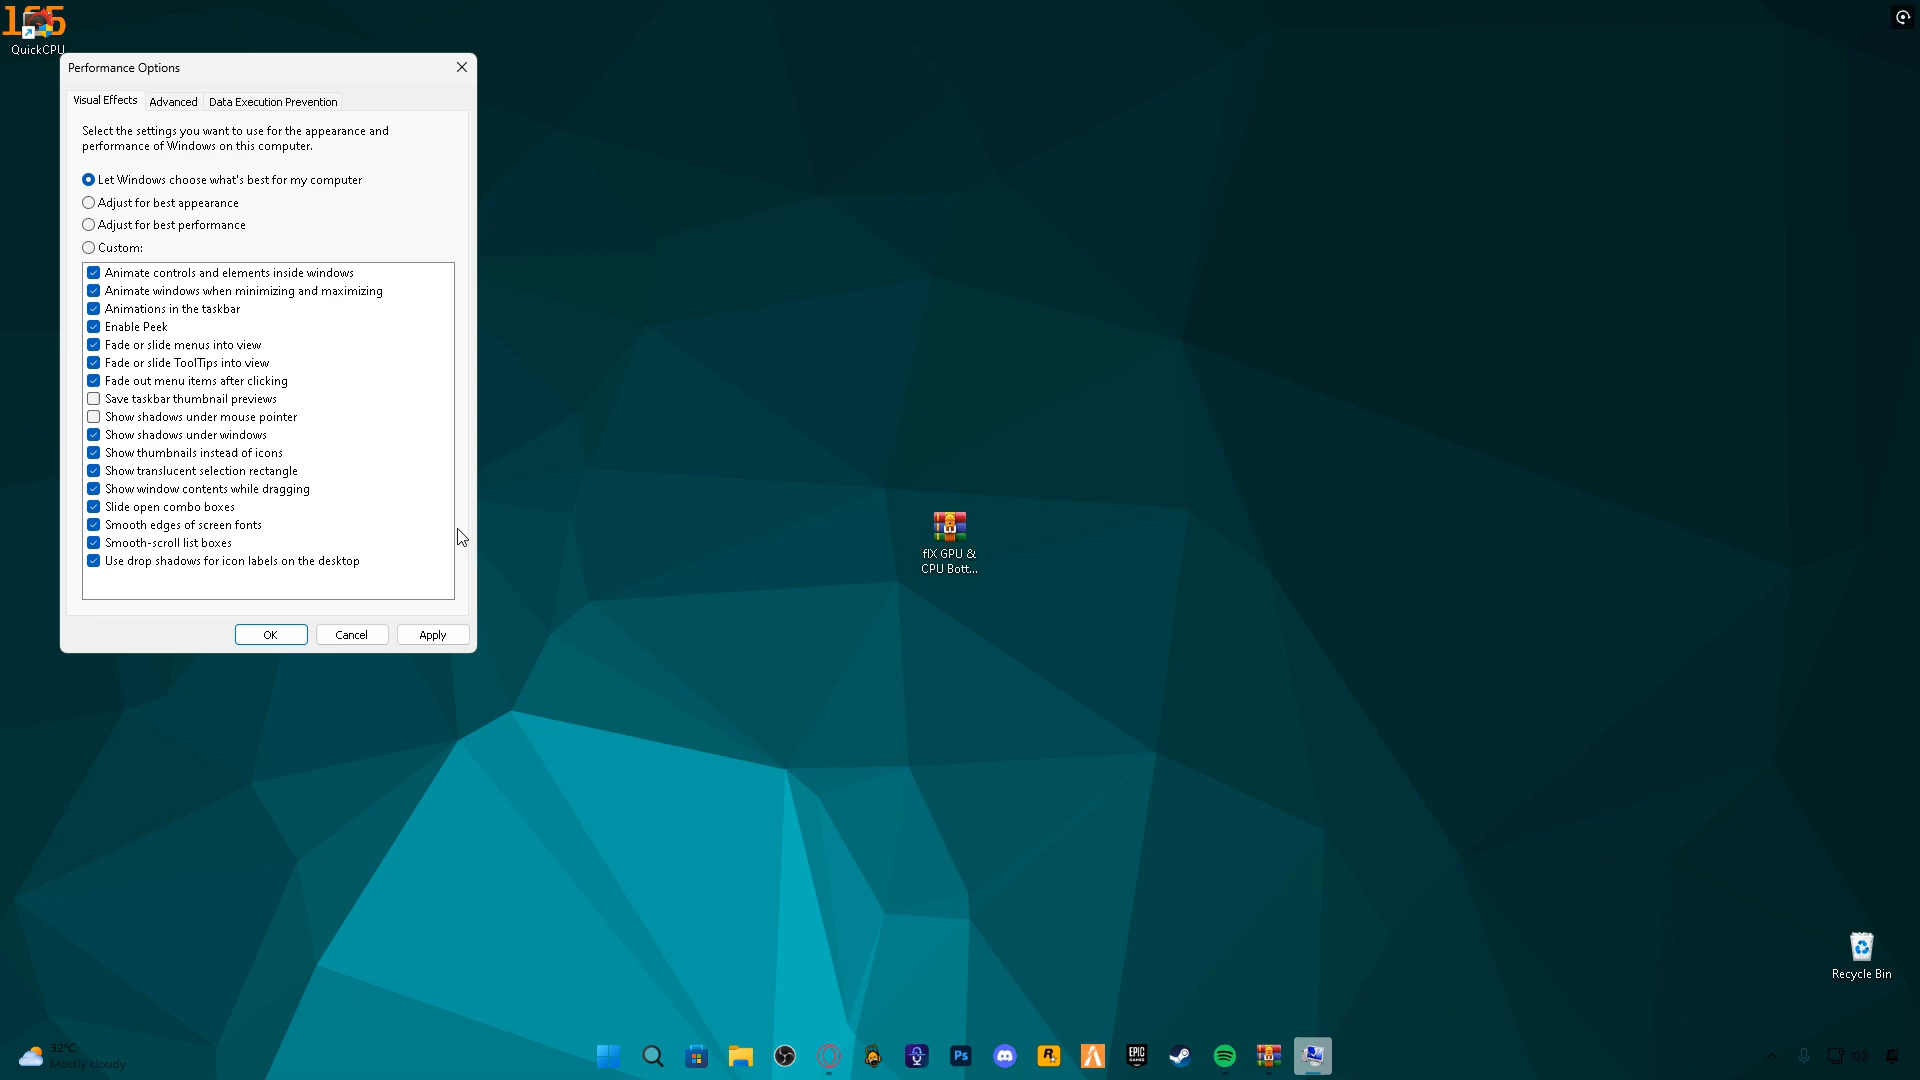 165
QuickCPU
Performance Options
Visual Effects
Advanced
Data Execution Prevention
Select the settings you want to use for the appearance and
performance of Windows on this computer.
Let Windows choose what's best for my computer
Adjust for best appearance
Adjust for best performance
Custom:
Animate controls and elements inside windows
Animate windows when minimizing and maximizing
Animations in the taskbar
Enable Peek
Fade or slide menus into view
Fade or slide ToolTips into view
Fade out menu items after clicking
Save taskbar thumbnail previews
Show shadows under mouse pointer
Show shadows under windows
Show thumbnails instead of icons
Show translucent selection rectangle
Show window contents while dragging
Slide open combo boxes
Smooth edges of screen fonts
Smooth-scroll list boxes
Use drop shadows for icon labels on the desktop
OK
Cancel
Apply
fIX GPU &
CPU Bott...
Recycle Bin
32°C
Mostly cloudy
Ps
R
EPIC
GAMES